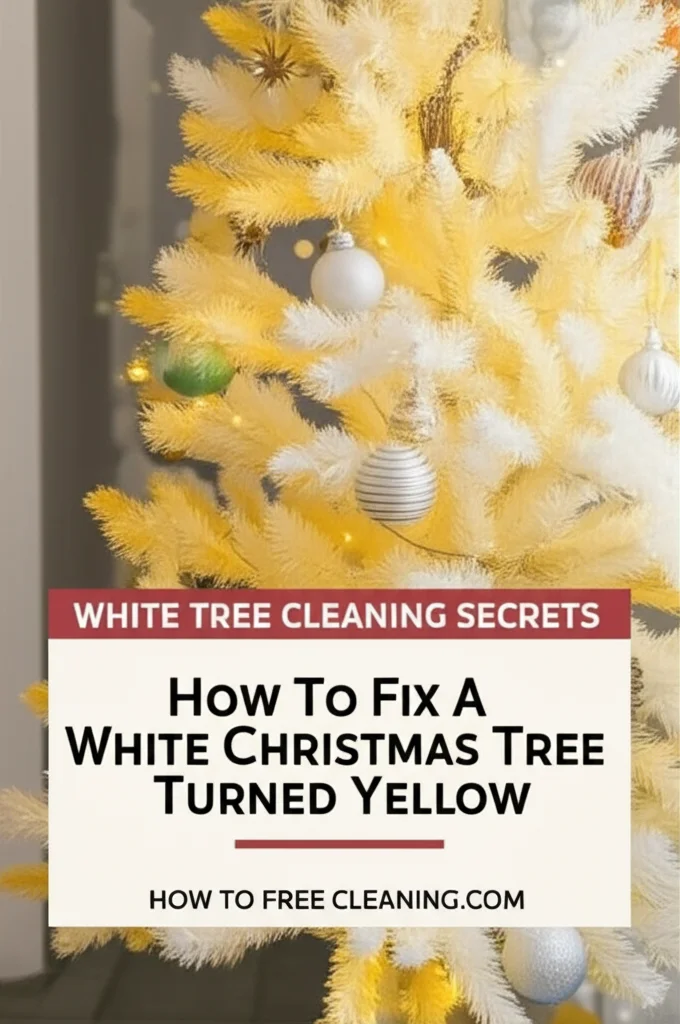 WHITE TREE CLEANING SECRETS
HOW TO FIX A
WHITE CHRISTMAS TREE
TURNED YELLOW
HOW TO FREE CLEANING.COM